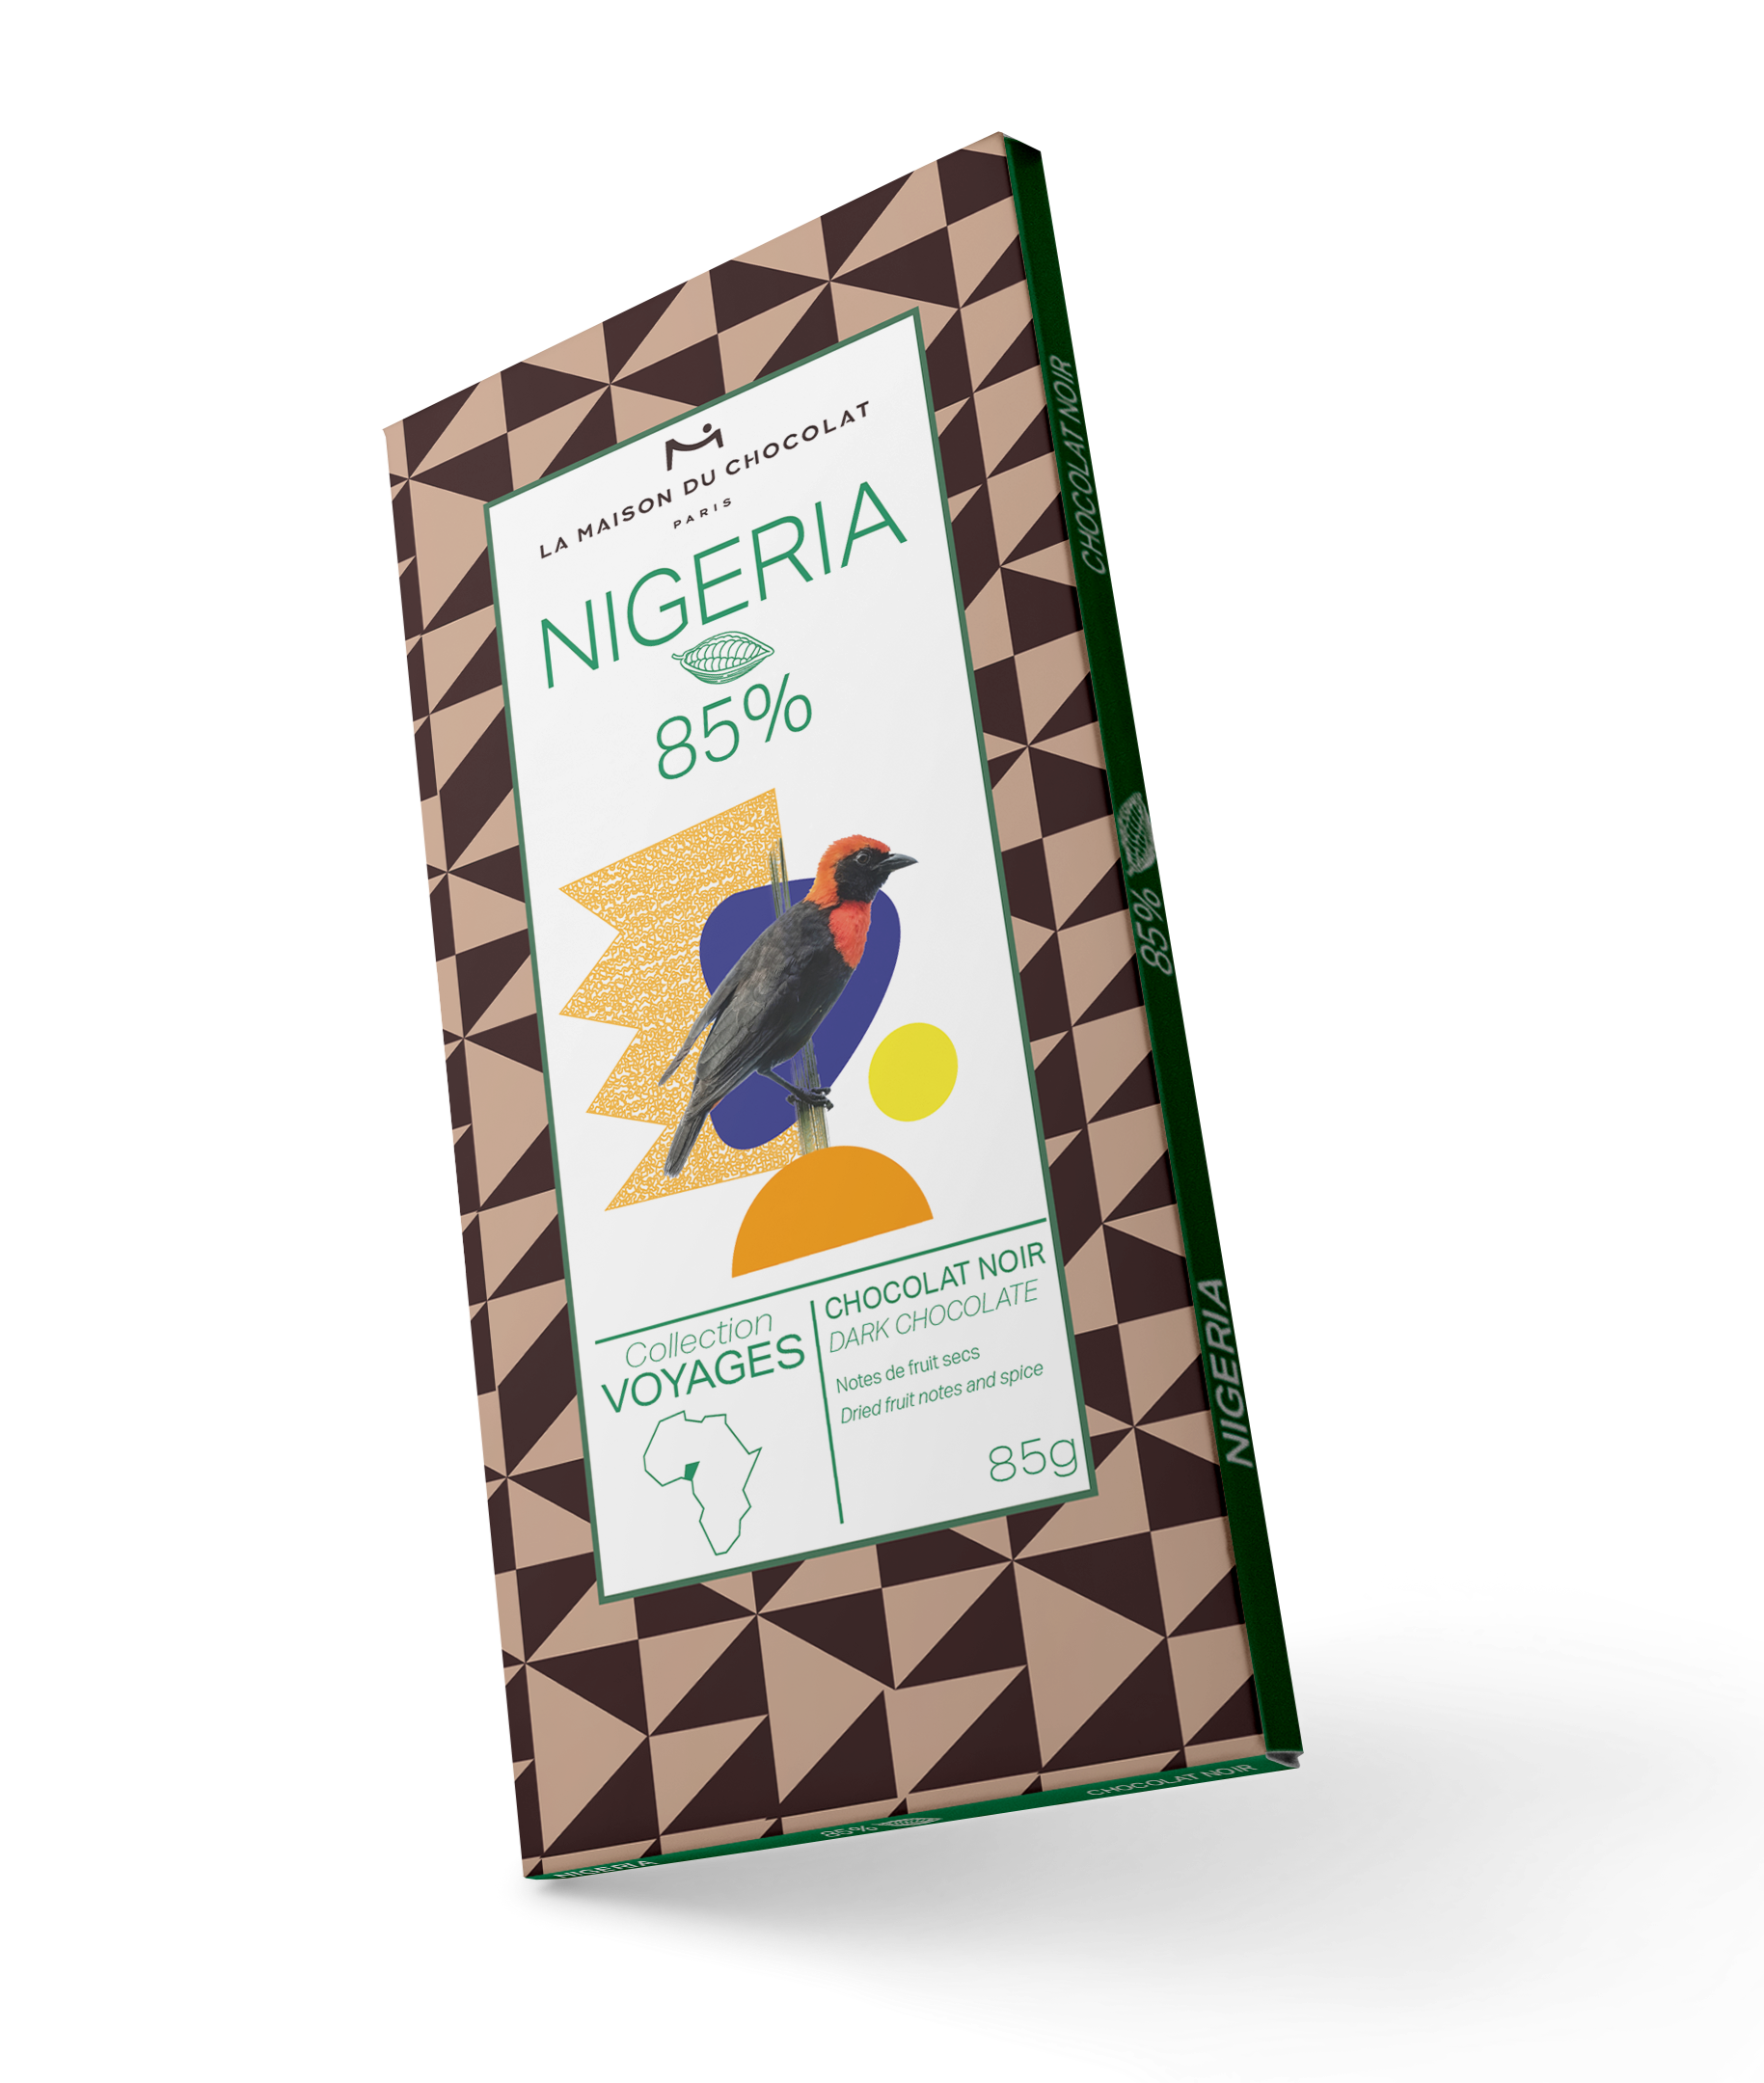 LA MAISON DU CHOCOLAT
PARIS
NIGERIA
85%
Collection
VOYAGES
CHOCOLAT NOIR
DARK CHOCOLATE
Notes de fruit secs
Dried fruit notes and spice
85g
CHOCOLAT NOIR
85%
NIGERIA
NIGERIA
85%
CHOCOLAT NOIR